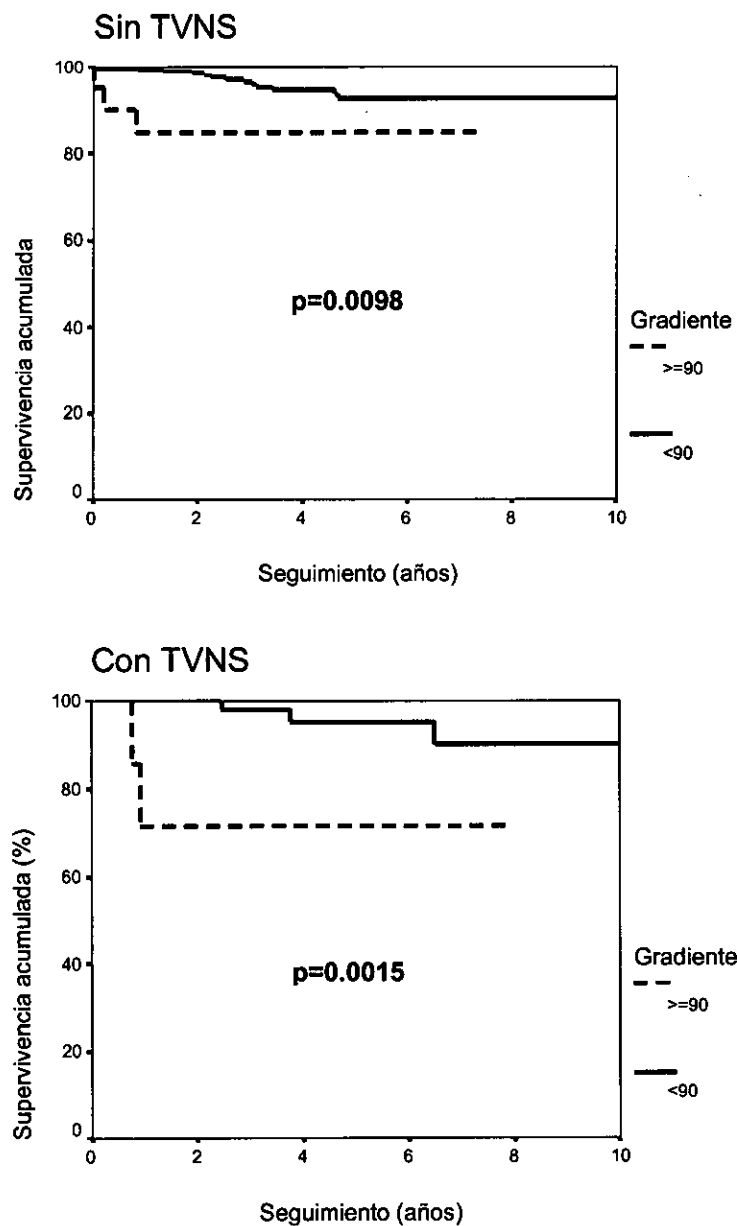 Sin TVNS
100
80
60
40
20
0
0 2 4 6 8 10
Supervivencia acumulada
Seguimiento (años)
p=0.0098
Gradiente
>=90
<90
Con TVNS
100
80
60
40
20
0
0 2 4 6 8 10
Supervivencia acumulada (%)
Seguimiento (años)
p=0.0015
Gradiente
>=90
<90